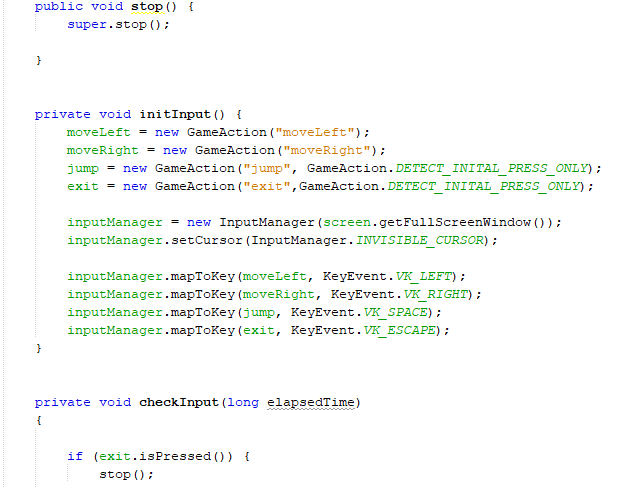 public void stop() {
super.stop();
}
private void initInput() {
moveLeft = new GameAction("moveLeft");
moveRight = new GameAction("moveRight");
jump = new GameAction("jump", GameAction.DETECT_INITAL_PRESS_ONLY);
exit = new GameAction("exit",GameAction.DETECT_INITAL_PRESS_ONLY);
inputManager = new InputManager(screen.getFullScreenWindow());
inputManager.setCursor(InputManager.INVISIBLE_CURSOR);
inputManager.mapToKey(moveLeft, KeyEvent.VK_LEFT);
inputManager.mapToKey(moveRight, KeyEvent.VK_RIGHT);
inputManager.mapToKey(jump, KeyEvent.VK_SPACE);
inputManager.mapToKey(exit, KeyEvent.VK_ESCAPE);
}
private void checkInput(long elapsedTime)
{
if (exit.isPressed()) {
stop();